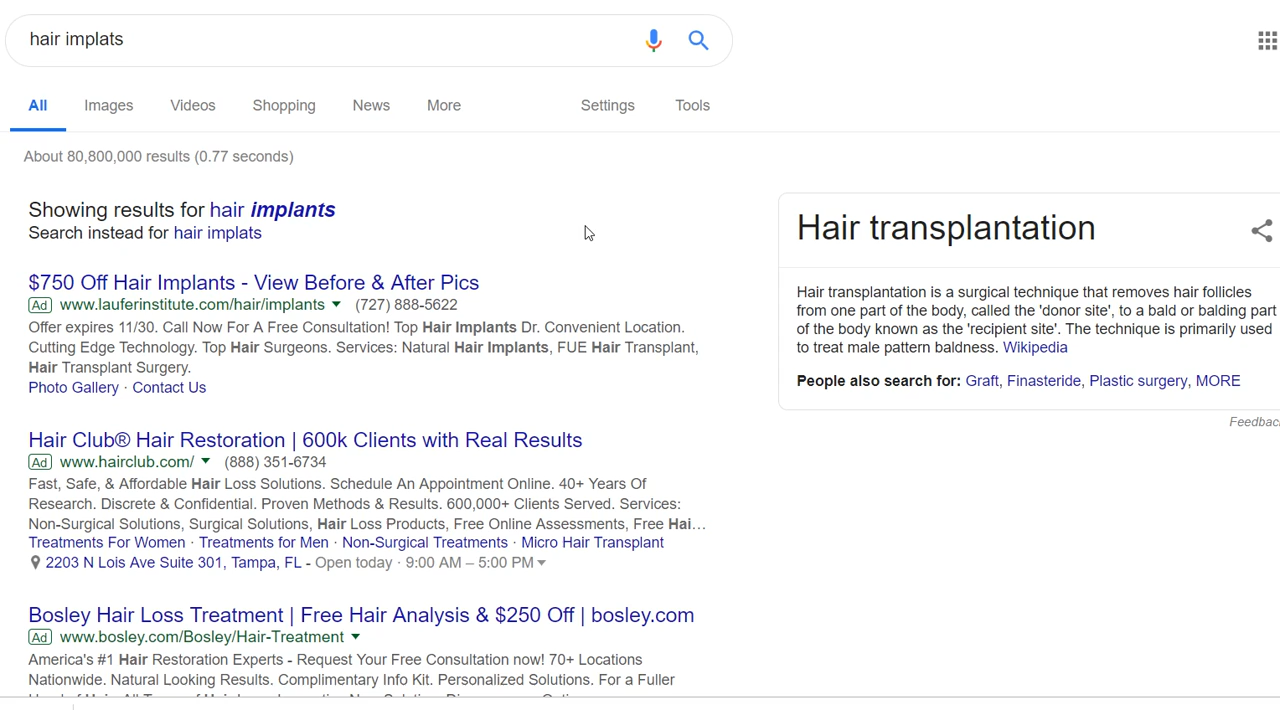 hair implats
All Images Videos Shopping News More Settings Tools
About 80,800,000 results (0.77 seconds)
Showing results for hair implants
Search instead for hair implats
$750 Off Hair Implants - View Before & After Pics
Ad www.lauferinstitute.com/hair/implants (727) 888-5622
Offer expires 11/30. Call Now For A Free Consultation! Top Hair Implants Dr. Convenient Location.
Cutting Edge Technology. Top Hair Surgeons. Services: Natural Hair Implants, FUE Hair Transplant,
Hair Transplant Surgery.
Photo Gallery · Contact Us
Hair Club® Hair Restoration | 600k Clients with Real Results
Ad www.hairclub.com/ (888) 351-6734
Fast, Safe, & Affordable Hair Loss Solutions. Schedule An Appointment Online. 40+ Years Of
Research. Discrete & Confidential. Proven Methods & Results. 600,000+ Clients Served. Services:
Non-Surgical Solutions, Surgical Solutions, Hair Loss Products, Free Online Assessments, Free Hai…
Treatments For Women · Treatments for Men · Non-Surgical Treatments · Micro Hair Transplant
2203 N Lois Ave Suite 301, Tampa, FL - Open today · 9:00 AM – 5:00 PM
Bosley Hair Loss Treatment | Free Hair Analysis & $250 Off | bosley.com
Ad www.bosley.com/Bosley/Hair-Treatment
America's #1 Hair Restoration Experts - Request Your Free Consultation now! 70+ Locations
Nationwide. Natural Looking Results. Complimentary Info Kit. Personalized Solutions. For a Fuller
Hair transplantation
Hair transplantation is a surgical technique that removes hair follicles
from one part of the body, called the 'donor site', to a bald or balding part
of the body known as the 'recipient site'. The technique is primarily used
to treat male pattern baldness. Wikipedia
People also search for: Graft, Finasteride, Plastic surgery, MORE
Feedbac